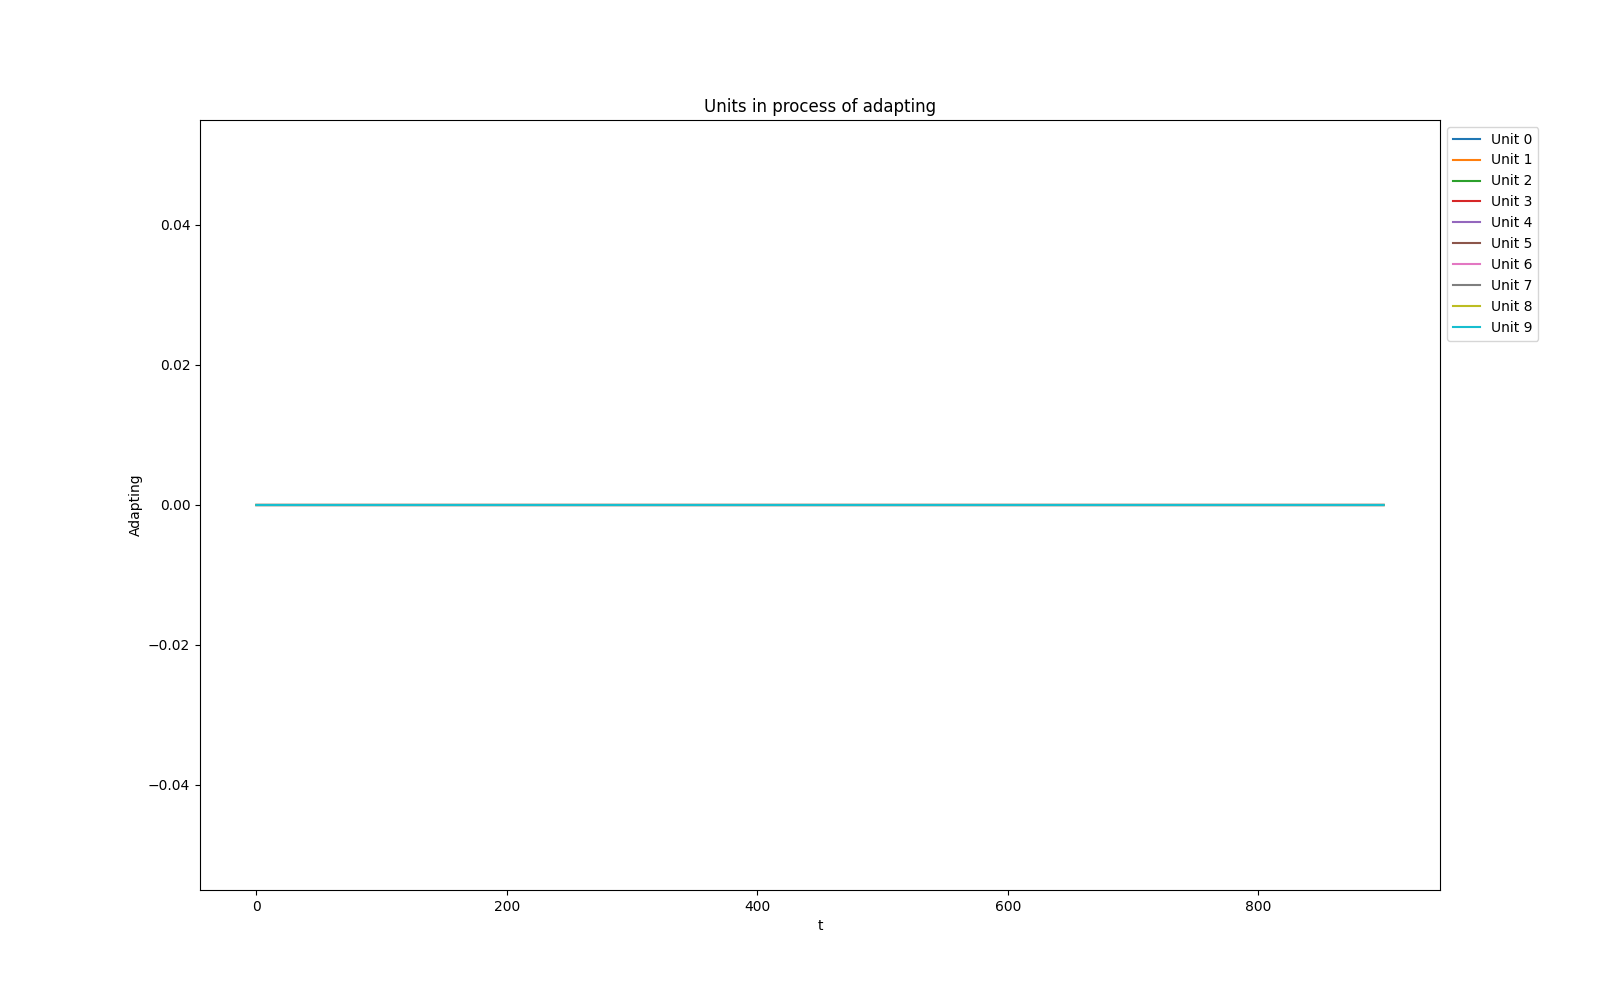 Units in process of adapting
Unit 0
Unit 1
Unit 2
Unit 3
Unit 4
Unit 5
Unit 6
Unit 7
Unit 8
Unit 9
Adapting
0.04
0.02
0.00
−0.02
−0.04
0 200 400 600 800
t